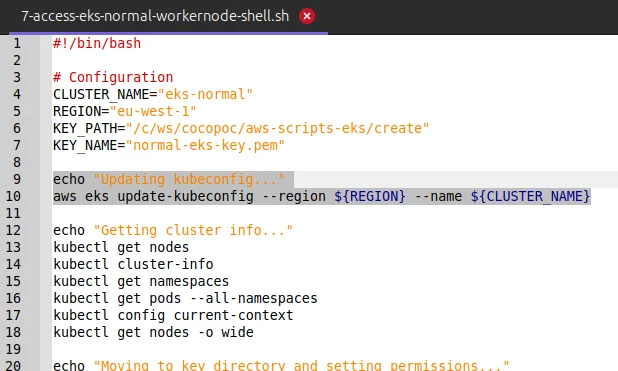 7-access-eks-normal-workernode-shell.sh
1 #!/bin/bash
2
3 # Configuration
4 CLUSTER_NAME="eks-normal"
5 REGION="eu-west-1"
6 KEY_PATH="/c/ws/cocopoc/aws-scripts-eks/create"
7 KEY_NAME="normal-eks-key.pem"
8
9 echo "Updating kubeconfig..."
10 aws eks update-kubeconfig --region ${REGION} --name ${CLUSTER_NAME}
11
12 echo "Getting cluster info..."
13 kubectl get nodes
14 kubectl cluster-info
15 kubectl get namespaces
16 kubectl get pods --all-namespaces
17 kubectl config current-context
18 kubectl get nodes -o wide
19
20 echo "Moving to key directory and setting permissions..."